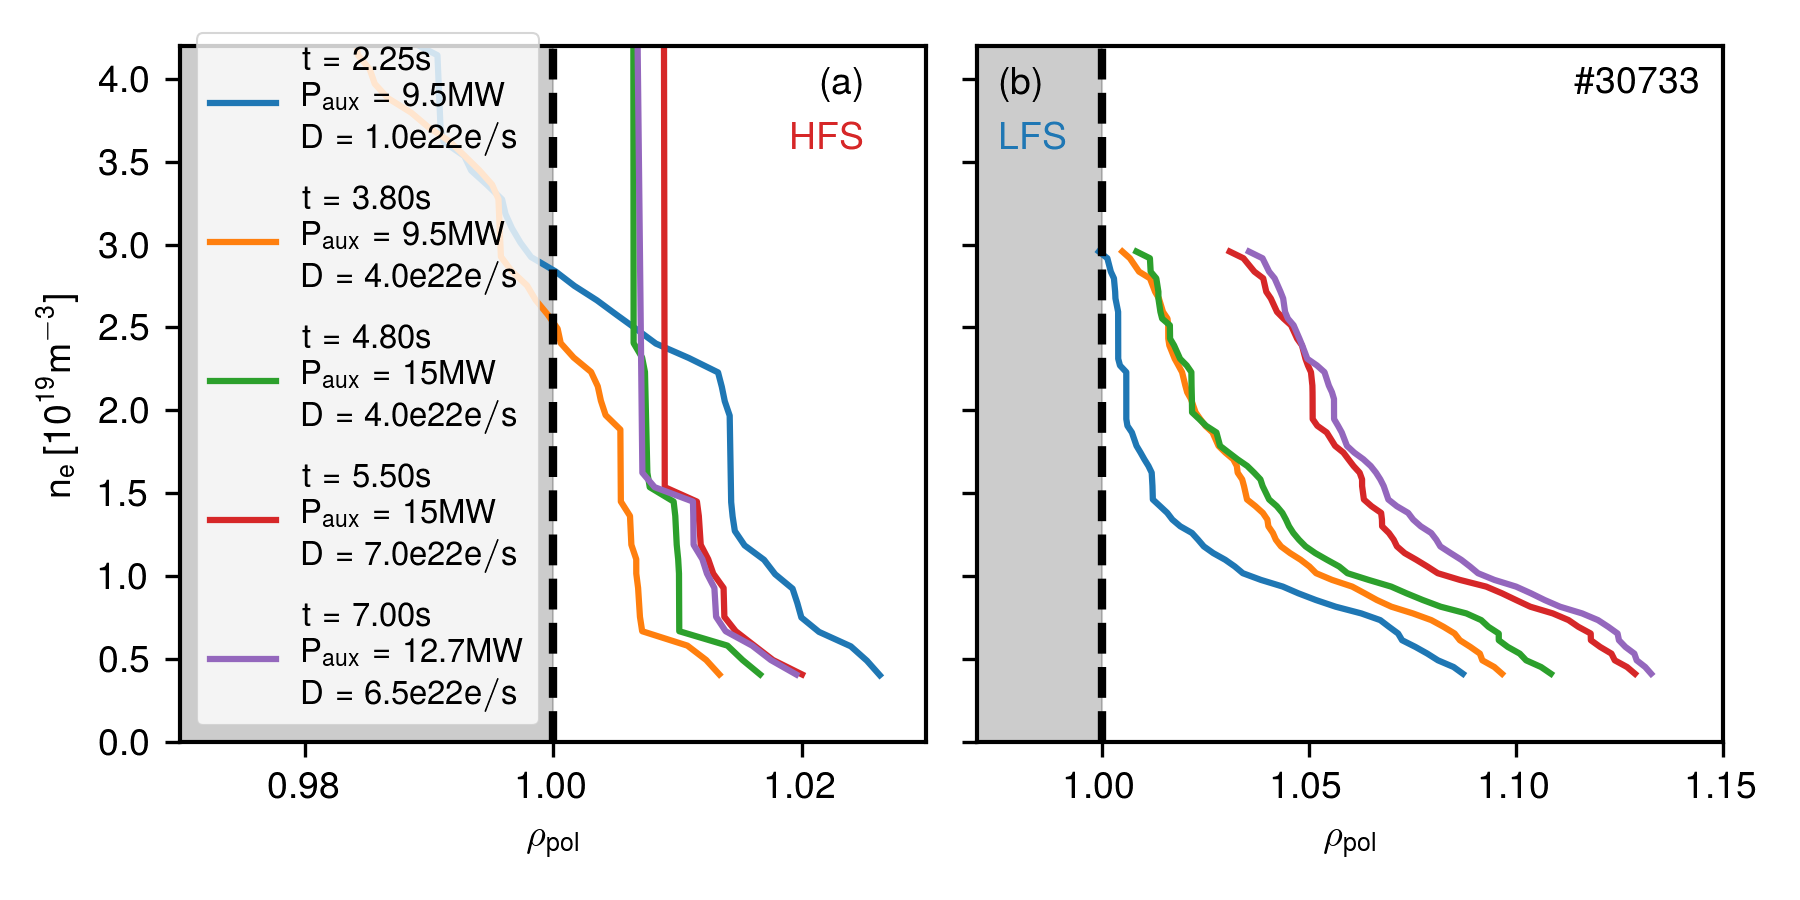 t = 2.25s
P_aux = 9.5MW
D = 1.0e22e/s
t = 3.80s
P_aux = 9.5MW
D = 4.0e22e/s
t = 4.80s
P_aux = 15MW
D = 4.0e22e/s
t = 5.50s
P_aux = 15MW
D = 7.0e22e/s
t = 7.00s
P_aux = 12.7MW
D = 6.5e22e/s
(a)
HFS
(b)
LFS
#30733
n_e [10^19 m^−3]
4.0
3.5
3.0
2.5
2.0
1.5
1.0
0.5
0.0
0.98
1.00
1.02
ρ_pol
1.00
1.05
1.10
1.15
ρ_pol